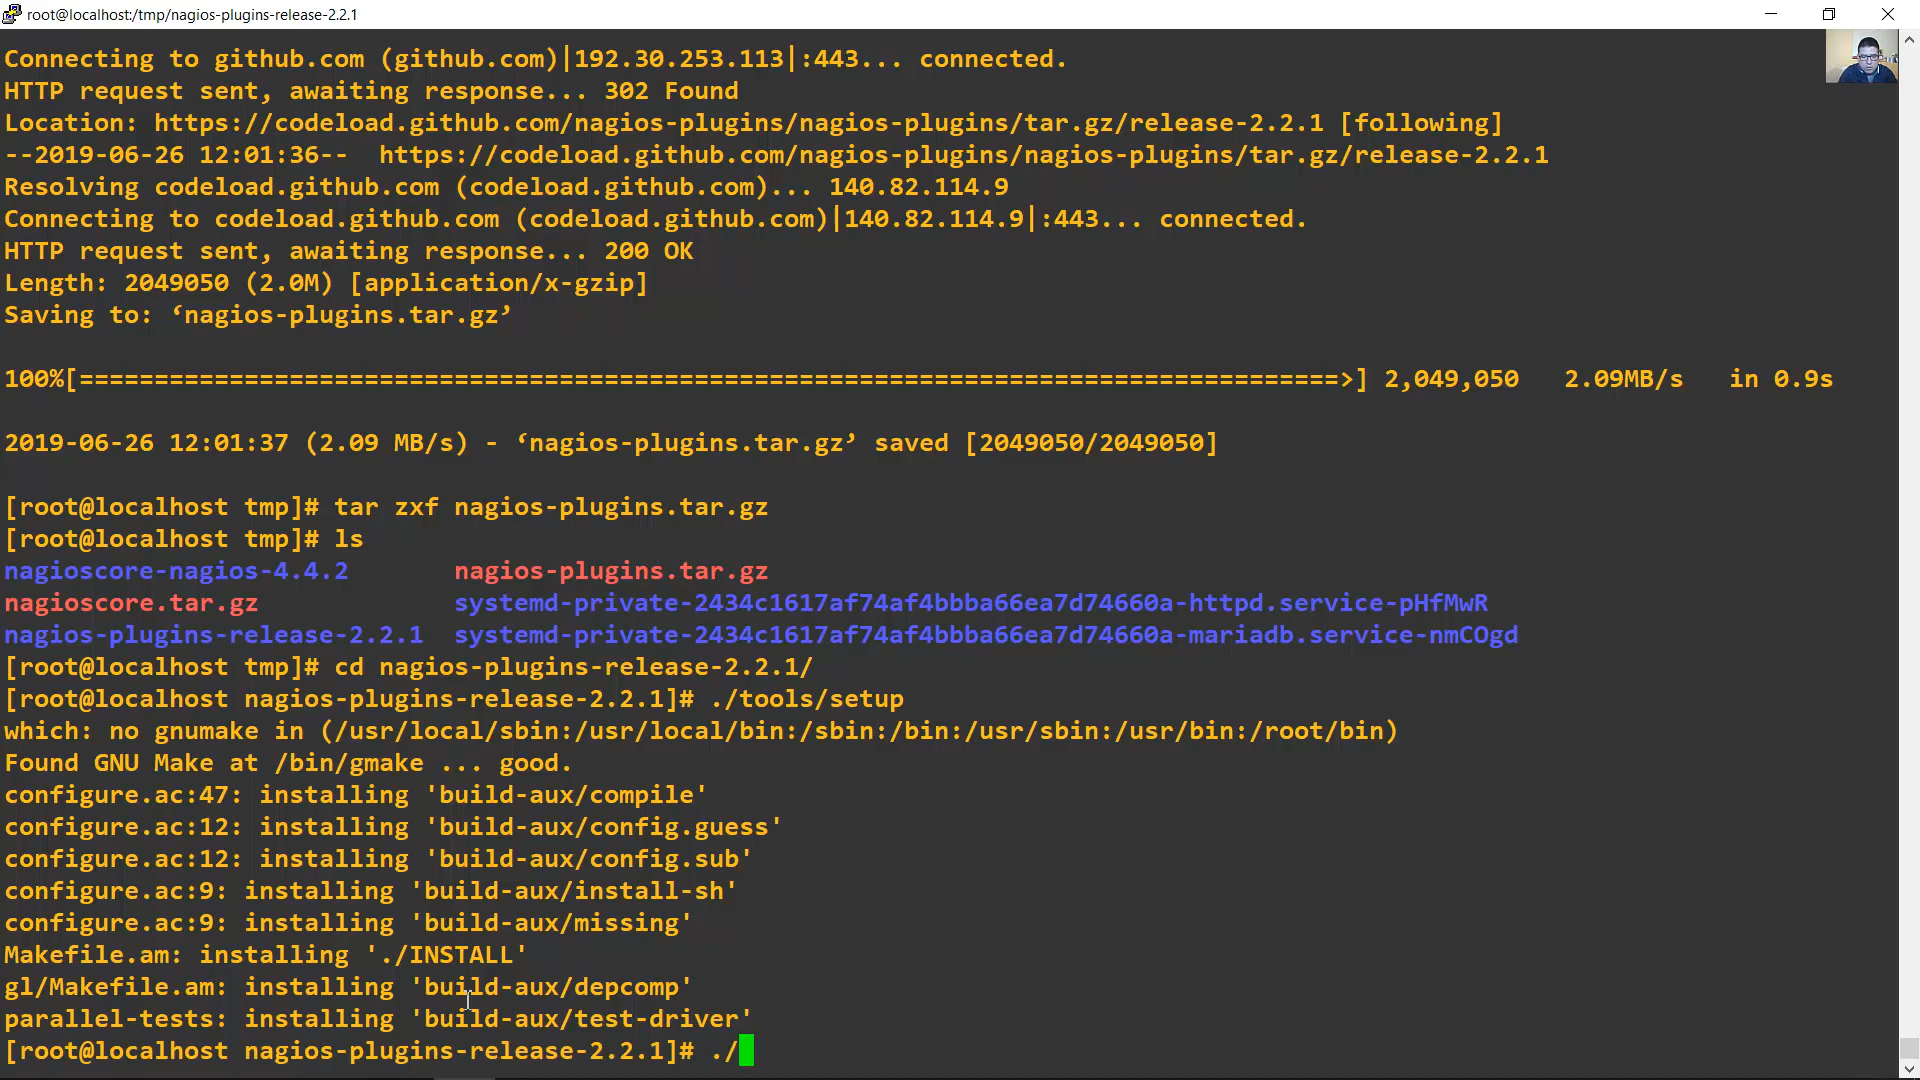 root@localhost:/tmp/nagios-plugins-release-2.2.1
Connecting to github.com (github.com)|192.30.253.113|:443... connected.
HTTP request sent, awaiting response... 302 Found
Location: https://codeload.github.com/nagios-plugins/nagios-plugins/tar.gz/release-2.2.1 [following]
--2019-06-26 12:01:36--  https://codeload.github.com/nagios-plugins/nagios-plugins/tar.gz/release-2.2.1
Resolving codeload.github.com (codeload.github.com)... 140.82.114.9
Connecting to codeload.github.com (codeload.github.com)|140.82.114.9|:443... connected.
HTTP request sent, awaiting response... 200 OK
Length: 2049050 (2.0M) [application/x-gzip]
Saving to: ‘nagios-plugins.tar.gz’
100%[====================================================================================>] 2,049,050   2.09MB/s   in 0.9s
2019-06-26 12:01:37 (2.09 MB/s) - ‘nagios-plugins.tar.gz’ saved [2049050/2049050]
[root@localhost tmp]# tar zxf nagios-plugins.tar.gz
[root@localhost tmp]# ls
nagioscore-nagios-4.4.2       nagios-plugins.tar.gz
nagioscore.tar.gz             systemd-private-2434c1617af74af4bbba66ea7d74660a-httpd.service-pHfMwR
nagios-plugins-release-2.2.1  systemd-private-2434c1617af74af4bbba66ea7d74660a-mariadb.service-nmCOgd
[root@localhost tmp]# cd nagios-plugins-release-2.2.1/
[root@localhost nagios-plugins-release-2.2.1]# ./tools/setup
which: no gnumake in (/usr/local/sbin:/usr/local/bin:/sbin:/bin:/usr/sbin:/usr/bin:/root/bin)
Found GNU Make at /bin/gmake ... good.
configure.ac:47: installing 'build-aux/compile'
configure.ac:12: installing 'build-aux/config.guess'
configure.ac:12: installing 'build-aux/config.sub'
configure.ac:9: installing 'build-aux/install-sh'
configure.ac:9: installing 'build-aux/missing'
Makefile.am: installing './INSTALL'
gl/Makefile.am: installing 'build-aux/depcomp'
parallel-tests: installing 'build-aux/test-driver'
[root@localhost nagios-plugins-release-2.2.1]# ./